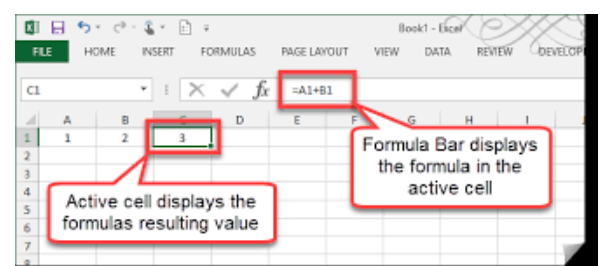 Book1 - Excel
FILE HOME INSERT FORMULAS PAGE LAYOUT VIEW DATA REVIEW DEVELOP
C1 fx =A1+B1
A B C D E F G H I
1 1 2 3
2
3
4
5
6
7
8
Formula Bar displays
the formula in the
active cell
Active cell displays the
formulas resulting value